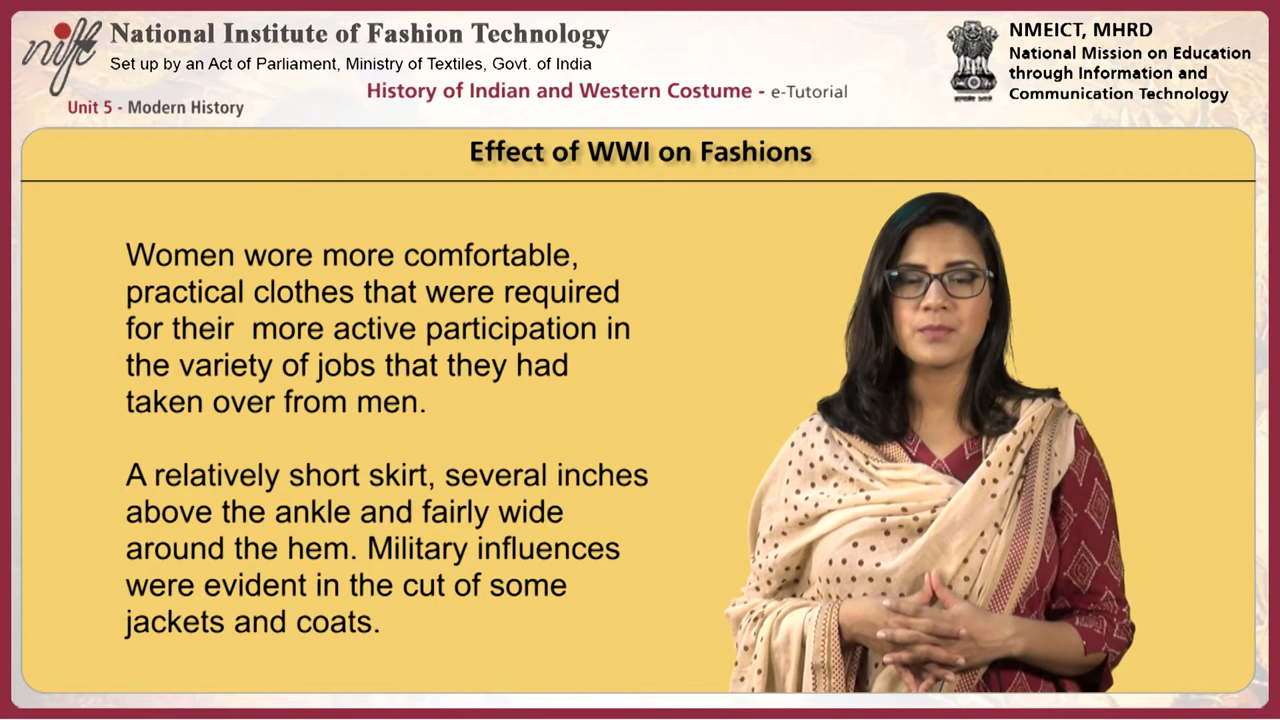 nift
National Institute of Fashion Technology
Set up by an Act of Parliament, Ministry of Textiles, Govt. of India
NMEICT, MHRD
National Mission on Education
through Information and
Communication Technology
History of Indian and Western Costume - e-Tutorial
Unit 5 - Modern History
Effect of WWI on Fashions
Women wore more comfortable,
practical clothes that were required
for their more active participation in
the variety of jobs that they had
taken over from men.
A relatively short skirt, several inches
above the ankle and fairly wide
around the hem. Military influences
were evident in the cut of some
jackets and coats.